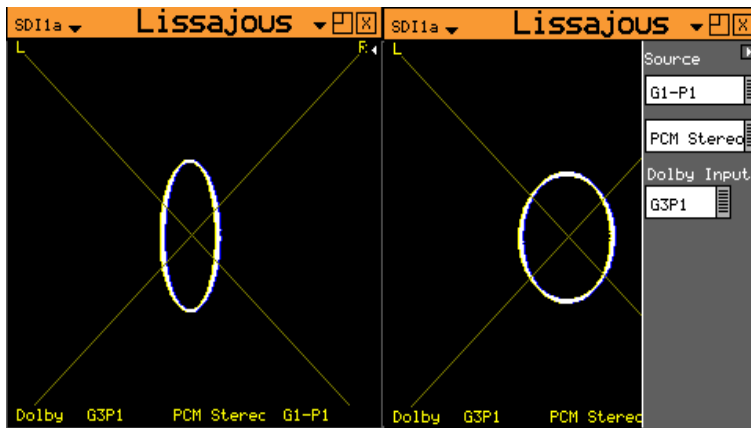 SDI1a Lissajous
L R
Dolby G3P1 PCM Sterec G1-P1
SDI1a Lissajous
L
Source
G1-P1
PCM Stereo
Dolby Input
G3P1
Dolby G3P1 PCM Stereo